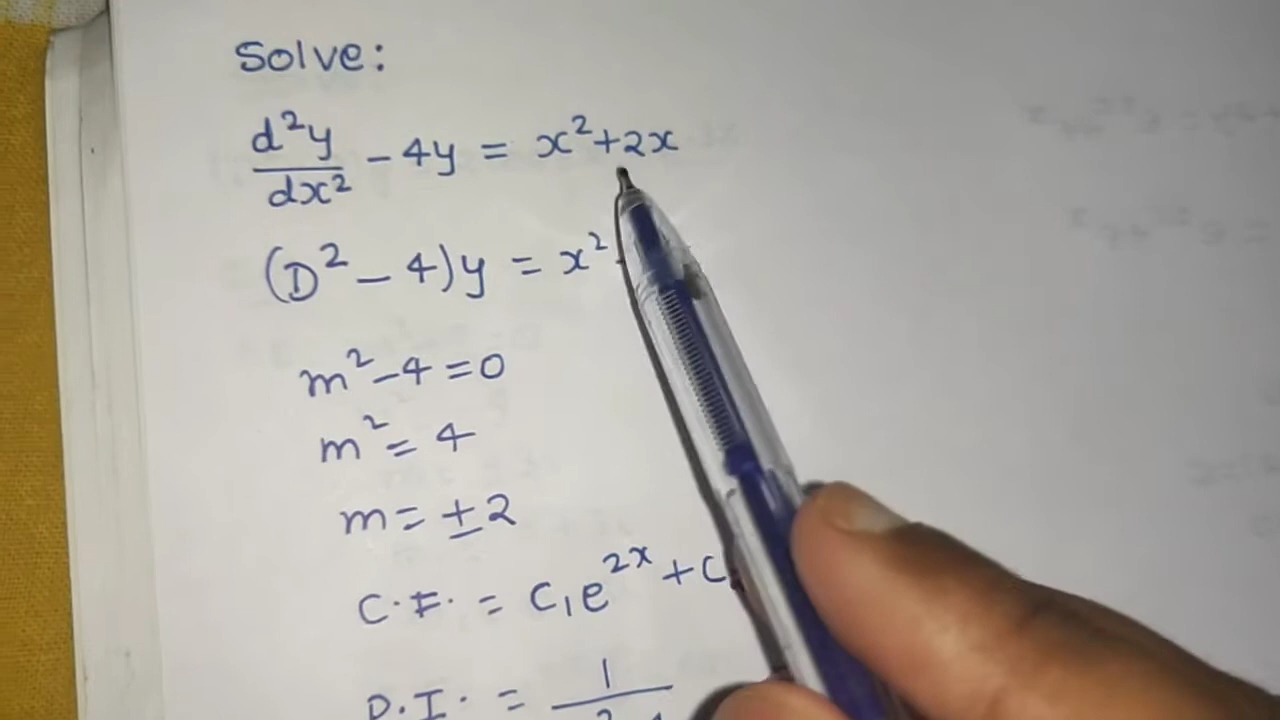 Solve:
d²y/dx² - 4y = x² + 2x
(D² - 4)y = x²
m² - 4 = 0
m² = 4
m = ±2
C.F. = C₁e^{2x} + C
P.I. = 1